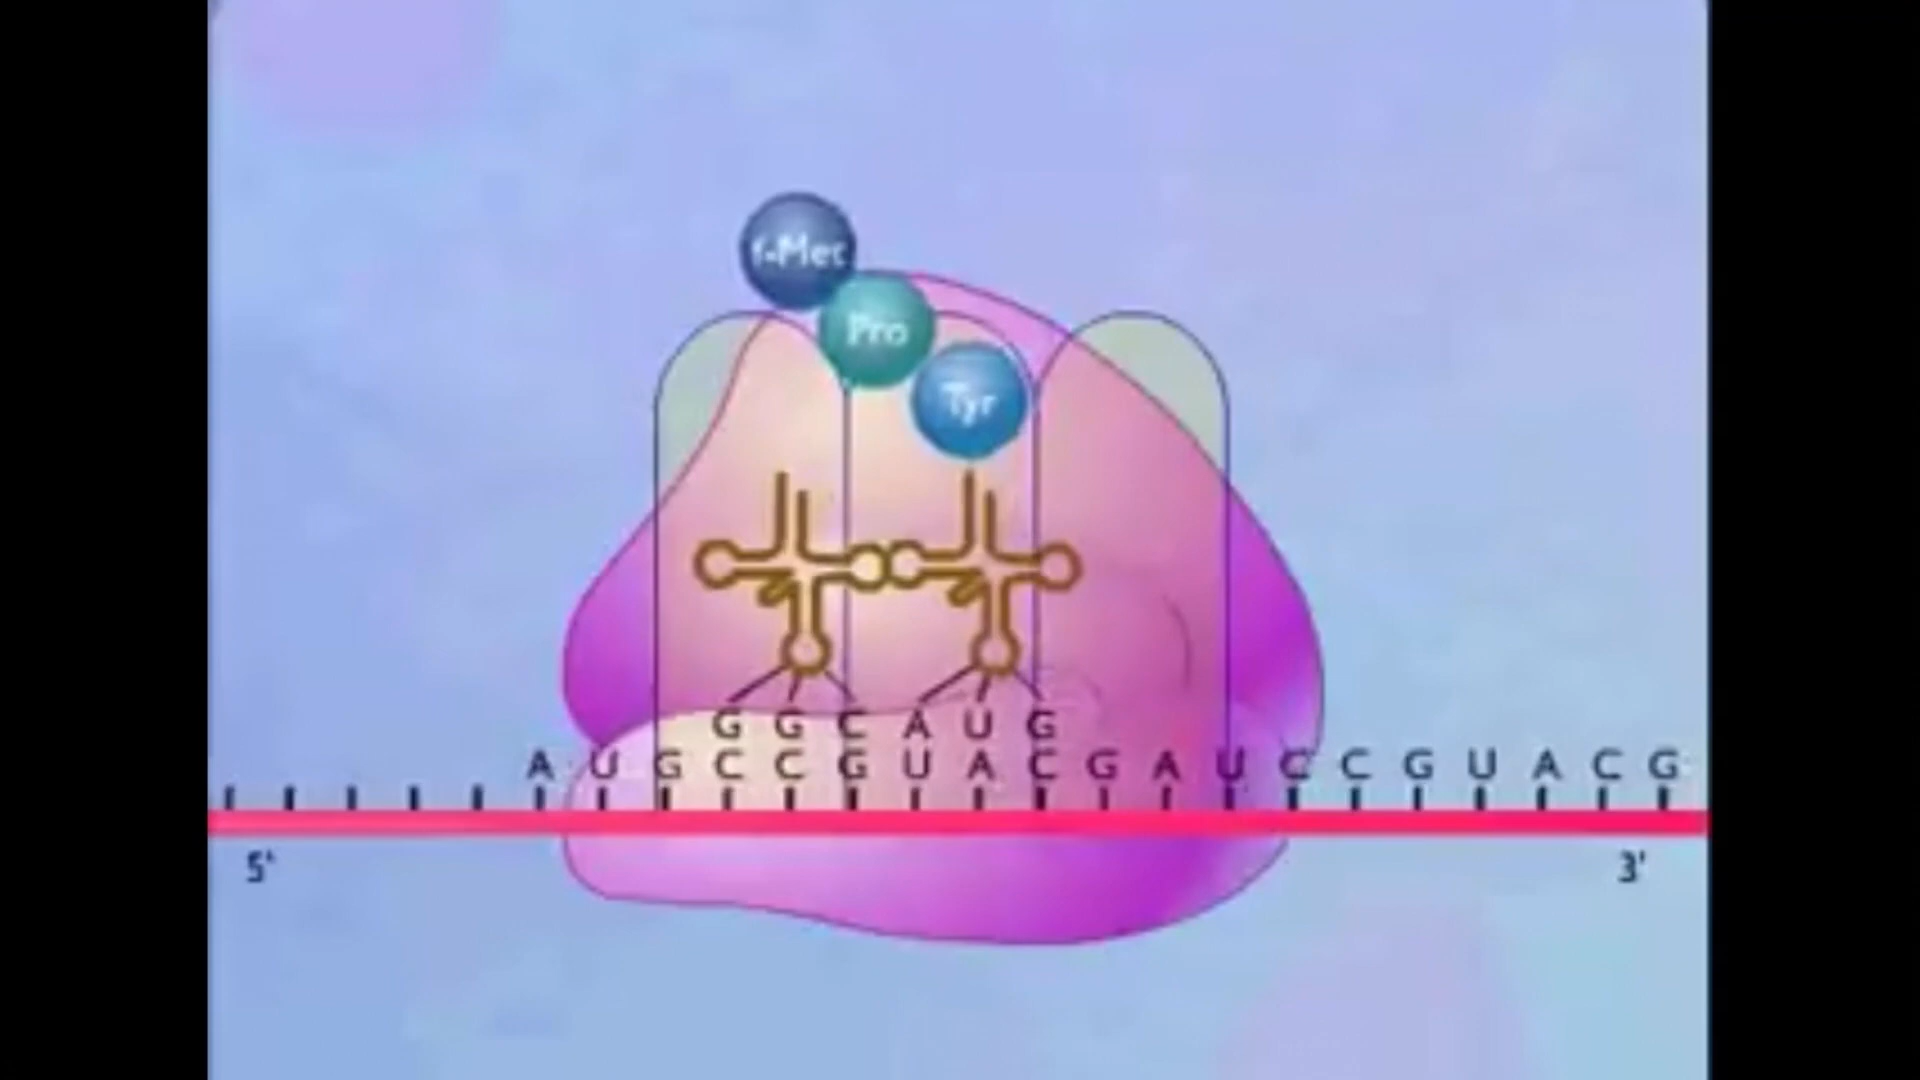 f-Met
Pro
Tyr
G G C A U G
A U G C C G U A C G A U C C G U A C G
5' 3'